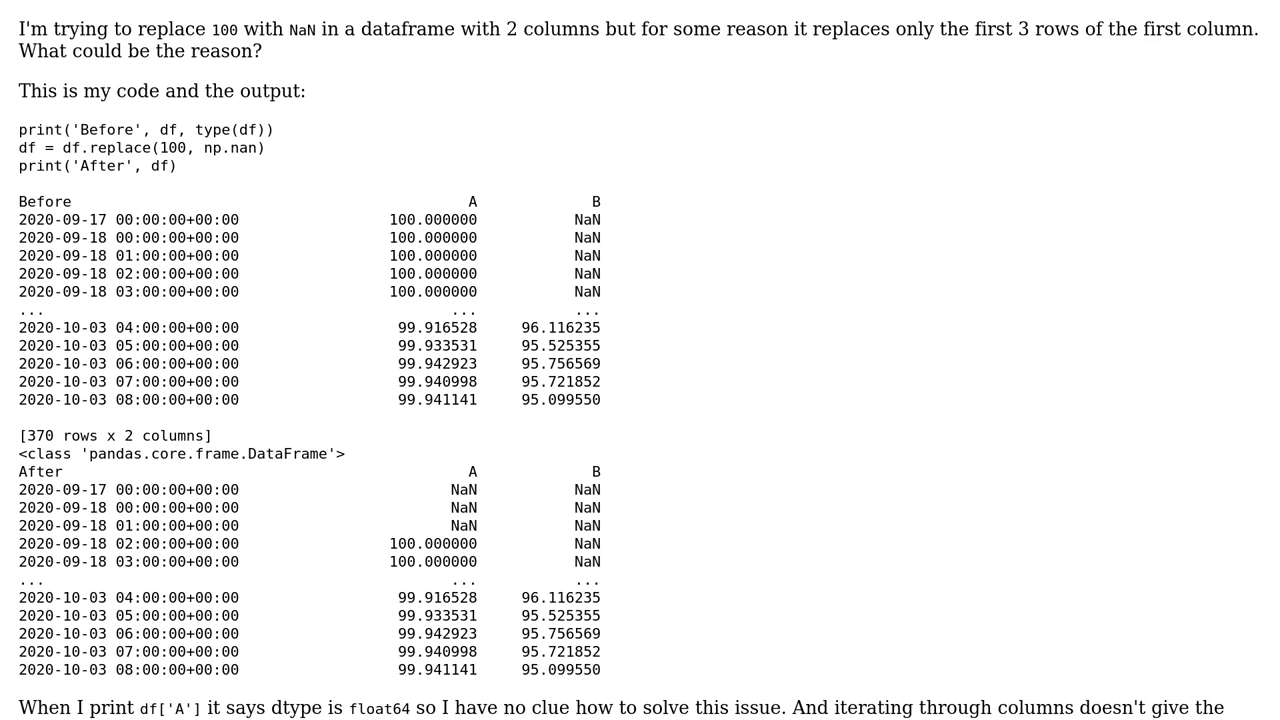 I'm trying to replace 100 with NaN in a dataframe with 2 columns but for some reason it replaces only the first 3 rows of the first column.
What could be the reason?
This is my code and the output:
print('Before', df, type(df))
df = df.replace(100, np.nan)
print('After', df)
Before A B
2020-09-17 00:00:00+00:00 100.000000 NaN
2020-09-18 00:00:00+00:00 100.000000 NaN
2020-09-18 01:00:00+00:00 100.000000 NaN
2020-09-18 02:00:00+00:00 100.000000 NaN
2020-09-18 03:00:00+00:00 100.000000 NaN
... ... ...
2020-10-03 04:00:00+00:00 99.916528 96.116235
2020-10-03 05:00:00+00:00 99.933531 95.525355
2020-10-03 06:00:00+00:00 99.942923 95.756569
2020-10-03 07:00:00+00:00 99.940998 95.721852
2020-10-03 08:00:00+00:00 99.941141 95.099550
[370 rows x 2 columns]
<class 'pandas.core.frame.DataFrame'>
After A B
2020-09-17 00:00:00+00:00 NaN NaN
2020-09-18 00:00:00+00:00 NaN NaN
2020-09-18 01:00:00+00:00 NaN NaN
2020-09-18 02:00:00+00:00 100.000000 NaN
2020-09-18 03:00:00+00:00 100.000000 NaN
... ... ...
2020-10-03 04:00:00+00:00 99.916528 96.116235
2020-10-03 05:00:00+00:00 99.933531 95.525355
2020-10-03 06:00:00+00:00 99.942923 95.756569
2020-10-03 07:00:00+00:00 99.940998 95.721852
2020-10-03 08:00:00+00:00 99.941141 95.099550
When I print df['A'] it says dtype is float64 so I have no clue how to solve this issue. And iterating through columns doesn't give the